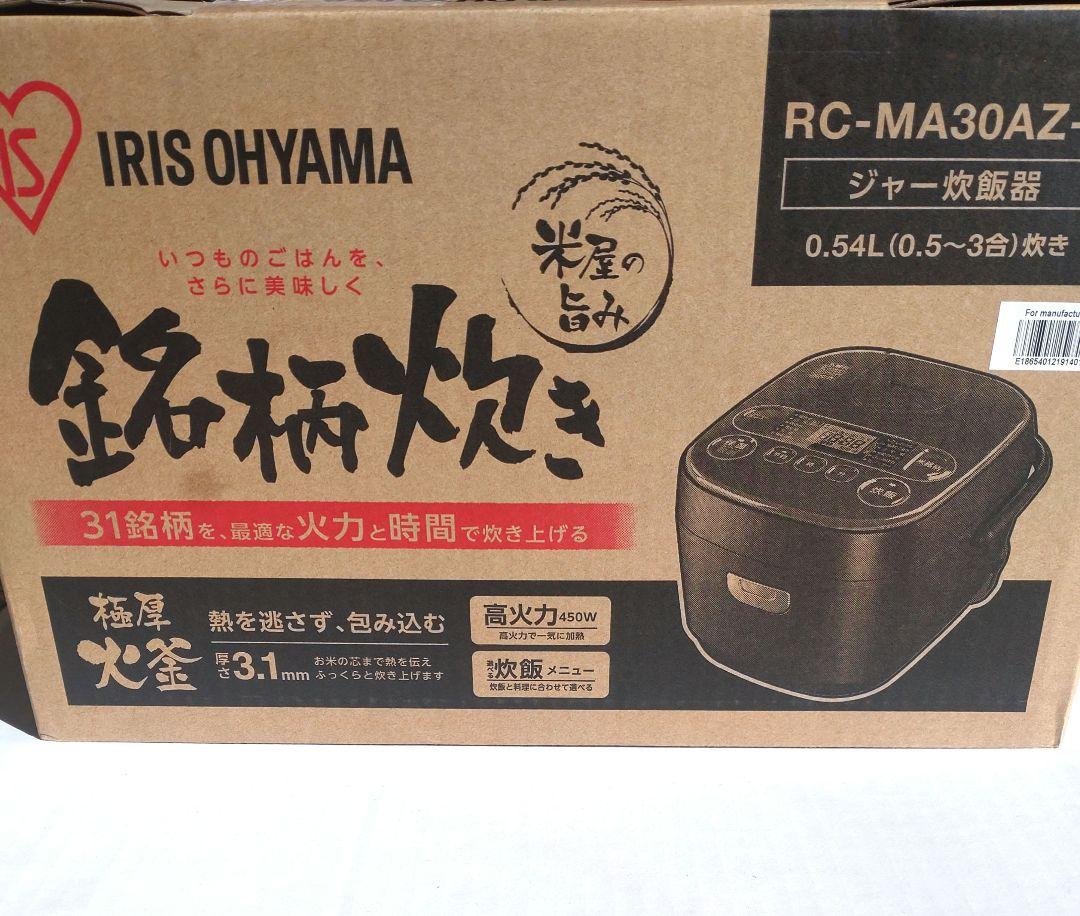 IRIS OHYAMA
RC-MA30AZ-
ジャー炊飯器
0.54L(0.5〜3合)炊き
米屋の
旨み
いつものごはんを、
さらに美味しく
銘柄炊き
31銘柄を、最適な火力と時間で炊き上げる
For manufactu
E1865401219140
炊飯
極厚
火釜
熱を逃さず、包み込む
厚さ3.1mm
お米の芯まで熱を伝え
ふっくらと炊き上げます
高火力450W
高火力で一気に加熱
選べる炊飯メニュー
炊飯と料理に合わせて選べる